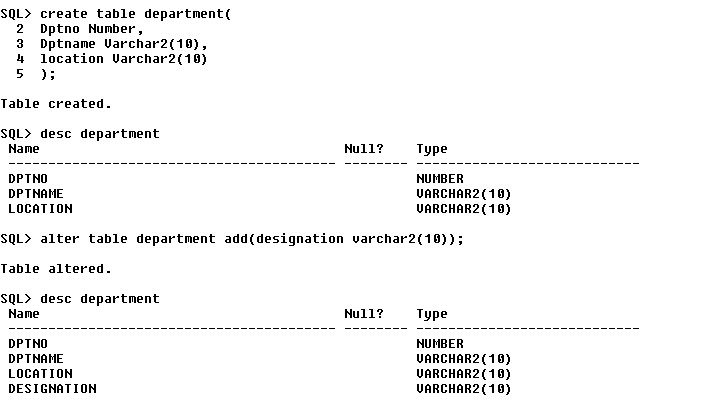 SQL> create table department(
  2  Dptno Number,
  3  Dptname Varchar2(10),
  4  location Varchar2(10)
  5  );
Table created.
SQL> desc department
 Name                                      Null?    Type
 ----------------------------------------- -------- ----------------------------
 DPTNO                                              NUMBER
 DPTNAME                                            VARCHAR2(10)
 LOCATION                                           VARCHAR2(10)
SQL> alter table department add(designation varchar2(10));
Table altered.
SQL> desc department
 Name                                      Null?    Type
 ----------------------------------------- -------- ----------------------------
 DPTNO                                              NUMBER
 DPTNAME                                            VARCHAR2(10)
 LOCATION                                           VARCHAR2(10)
 DESIGNATION                                        VARCHAR2(10)